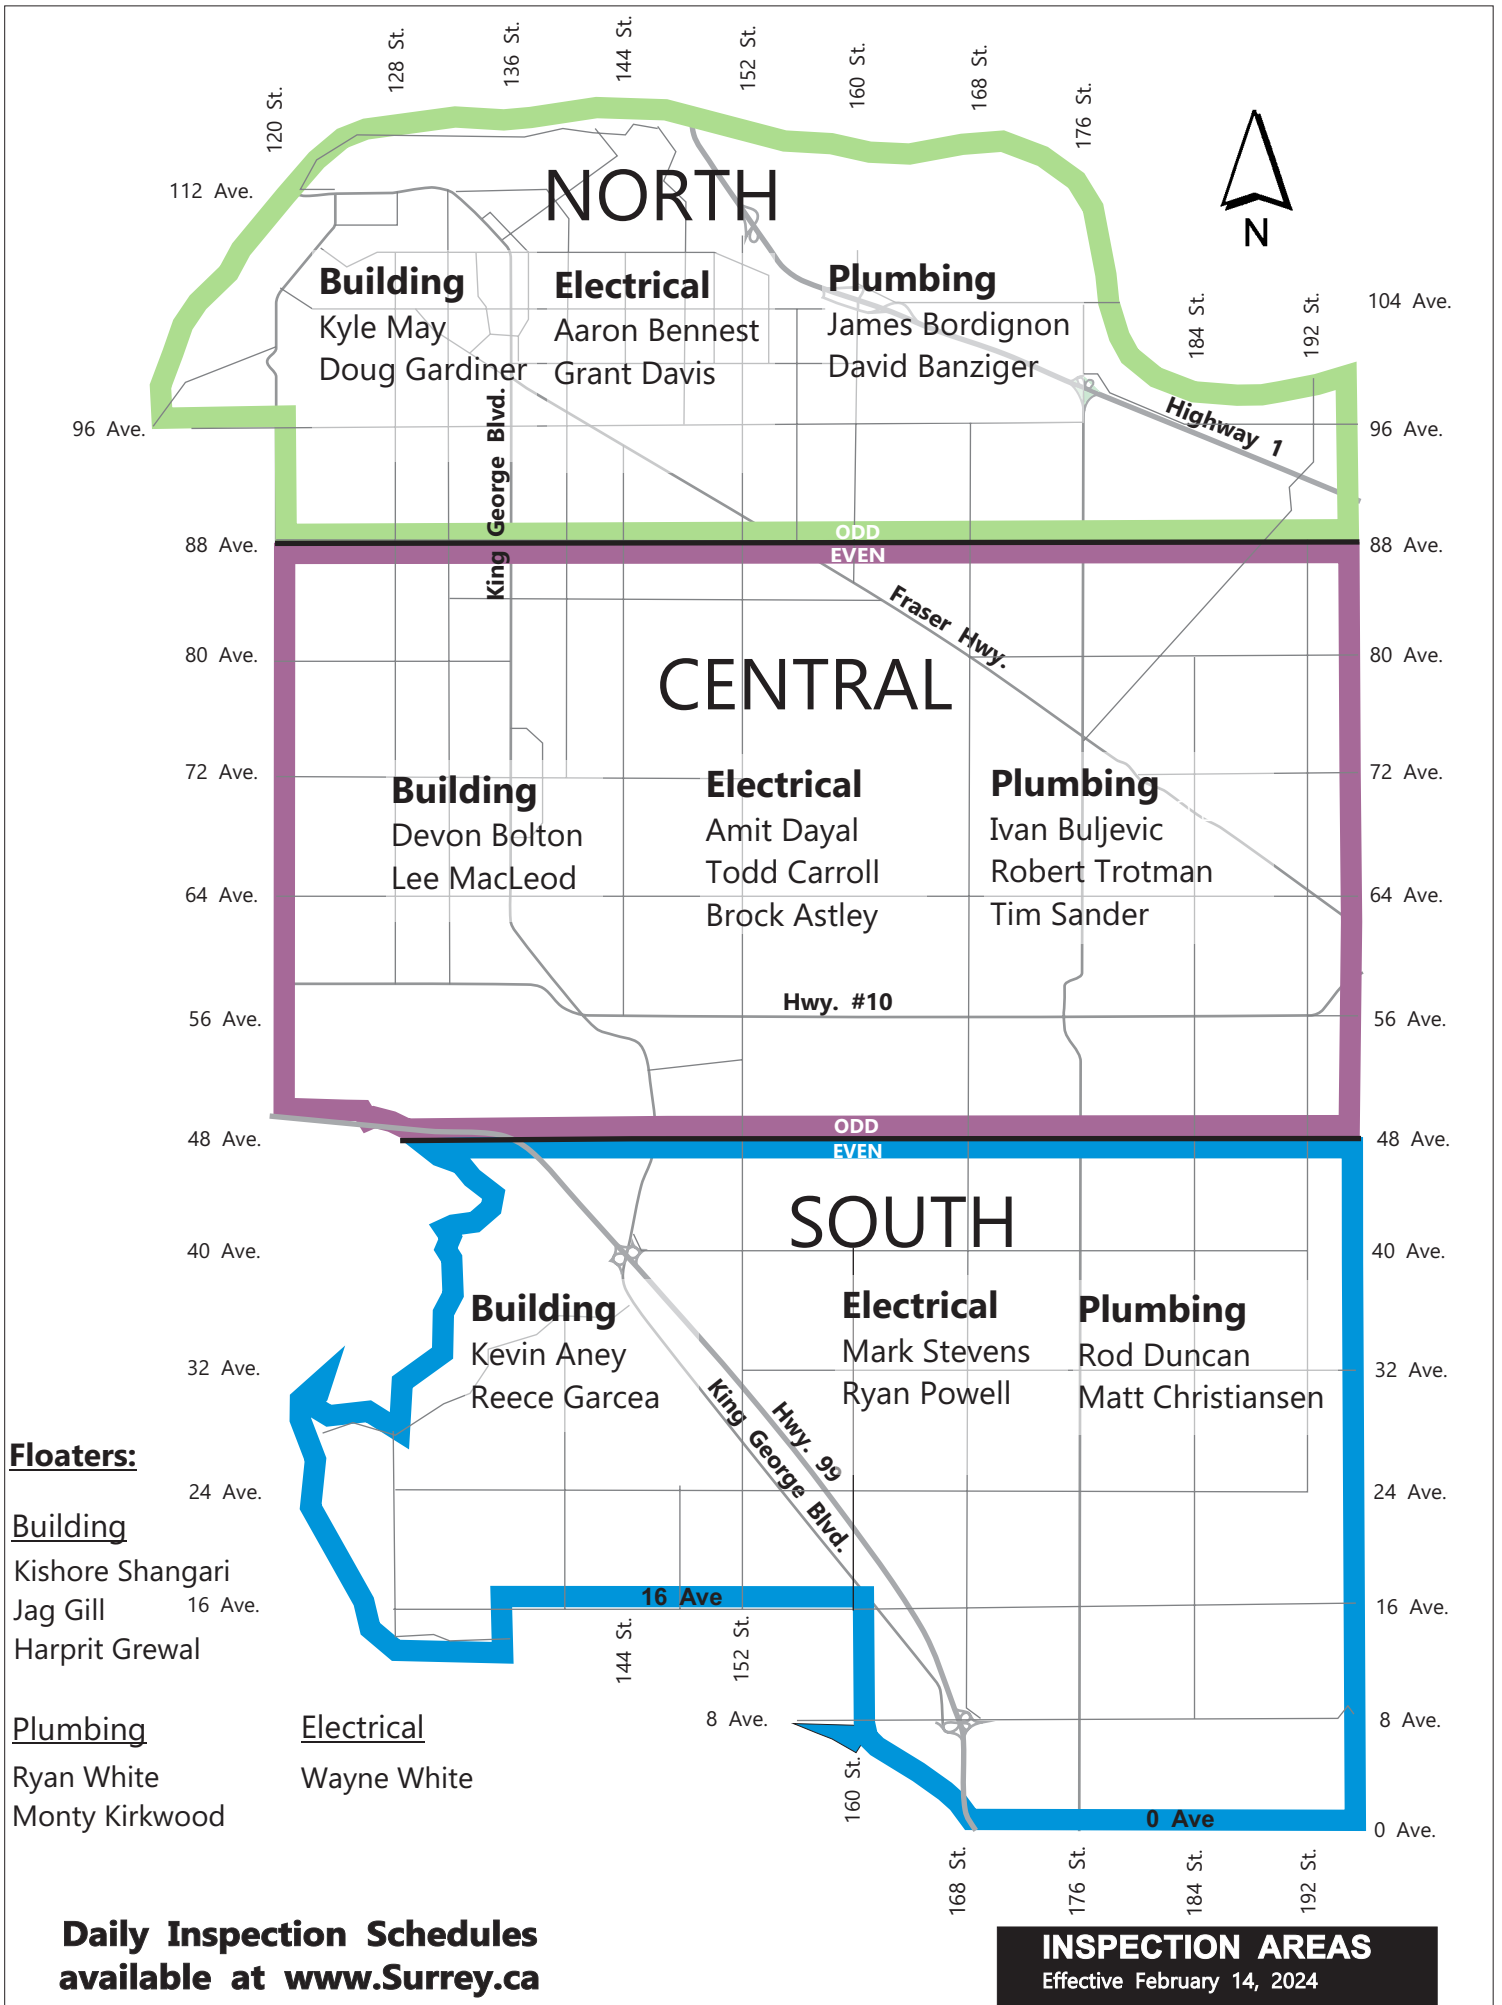 120 St.
128 St.
136 St.
144 St.
152 St.
160 St.
168 St.
176 St.
112 Ave.
NORTH
N
Building
Kyle May
Doug Gardiner
Electrical
Aaron Bennest
Grant Davis
Plumbing
James Bordignon
David Banziger
184 St.
192 St.
104 Ave.
96 Ave.
King George Blvd.
Highway 1
96 Ave.
ODD
88 Ave.
88 Ave.
EVEN
Fraser Hwy.
80 Ave.
80 Ave.
CENTRAL
72 Ave.
72 Ave.
Building
Devon Bolton
Lee MacLeod
Electrical
Amit Dayal
Todd Carroll
Brock Astley
Plumbing
Ivan Buljevic
Robert Trotman
Tim Sander
64 Ave.
64 Ave.
Hwy. #10
56 Ave.
56 Ave.
ODD
48 Ave.
48 Ave.
EVEN
SOUTH
40 Ave.
40 Ave.
Building
Kevin Aney
Reece Garcea
Electrical
Mark Stevens
Ryan Powell
Plumbing
Rod Duncan
Matt Christiansen
32 Ave.
32 Ave.
King George Blvd.
Hwy. 99
24 Ave.
24 Ave.
Floaters:
Building
Kishore Shangari
Jag Gill
Harprit Grewal
16 Ave.
16 Ave
16 Ave.
144 St.
152 St.
8 Ave.
8 Ave.
Plumbing
Ryan White
Monty Kirkwood
Electrical
Wayne White
160 St.
0 Ave
0 Ave.
168 St.
176 St.
184 St.
192 St.
Daily Inspection Schedules
available at www.Surrey.ca
INSPECTION AREAS
Effective February 14, 2024